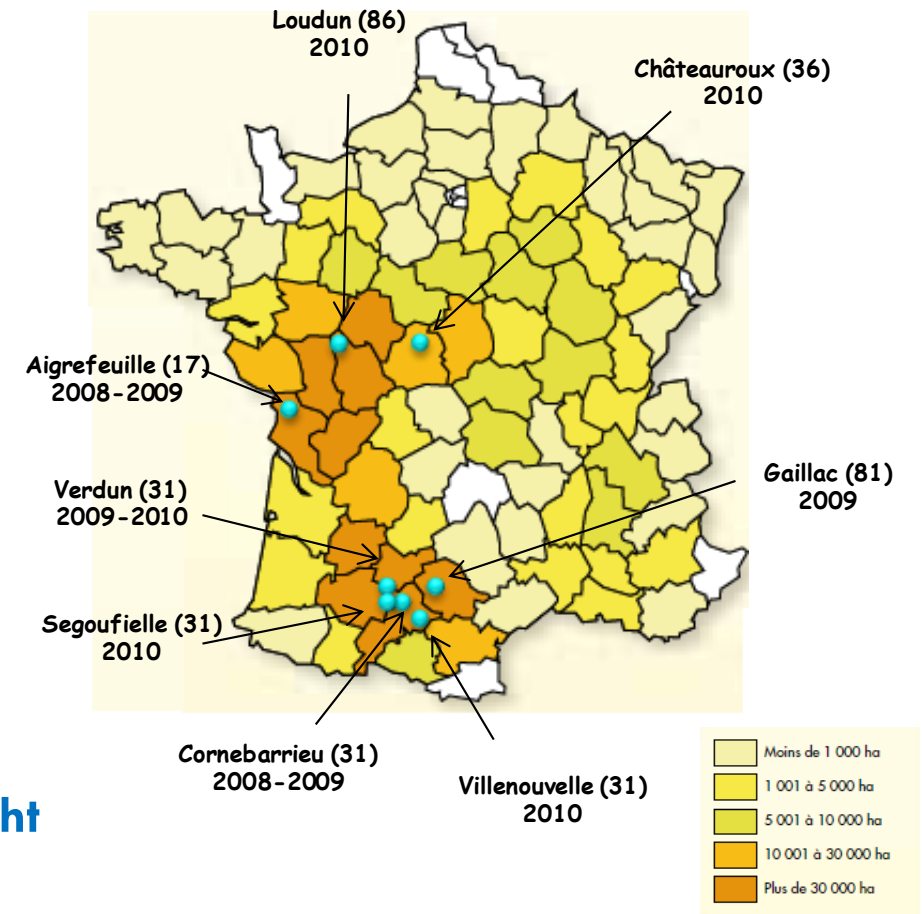 Loudun (86)
2010
Châteauroux (36)
2010
Aigrefeuille (17)
2008-2009
Verdun (31)
2009-2010
Gaillac (81)
2009
Segoufielle (31)
2010
Cornebarrieu (31)
2008-2009
Villenouvelle (31)
2010
ht
Moins de 1 000 ha
1 001 à 5 000 ha
5 001 à 10 000 ha
10 001 à 30 000 ha
Plus de 30 000 ha